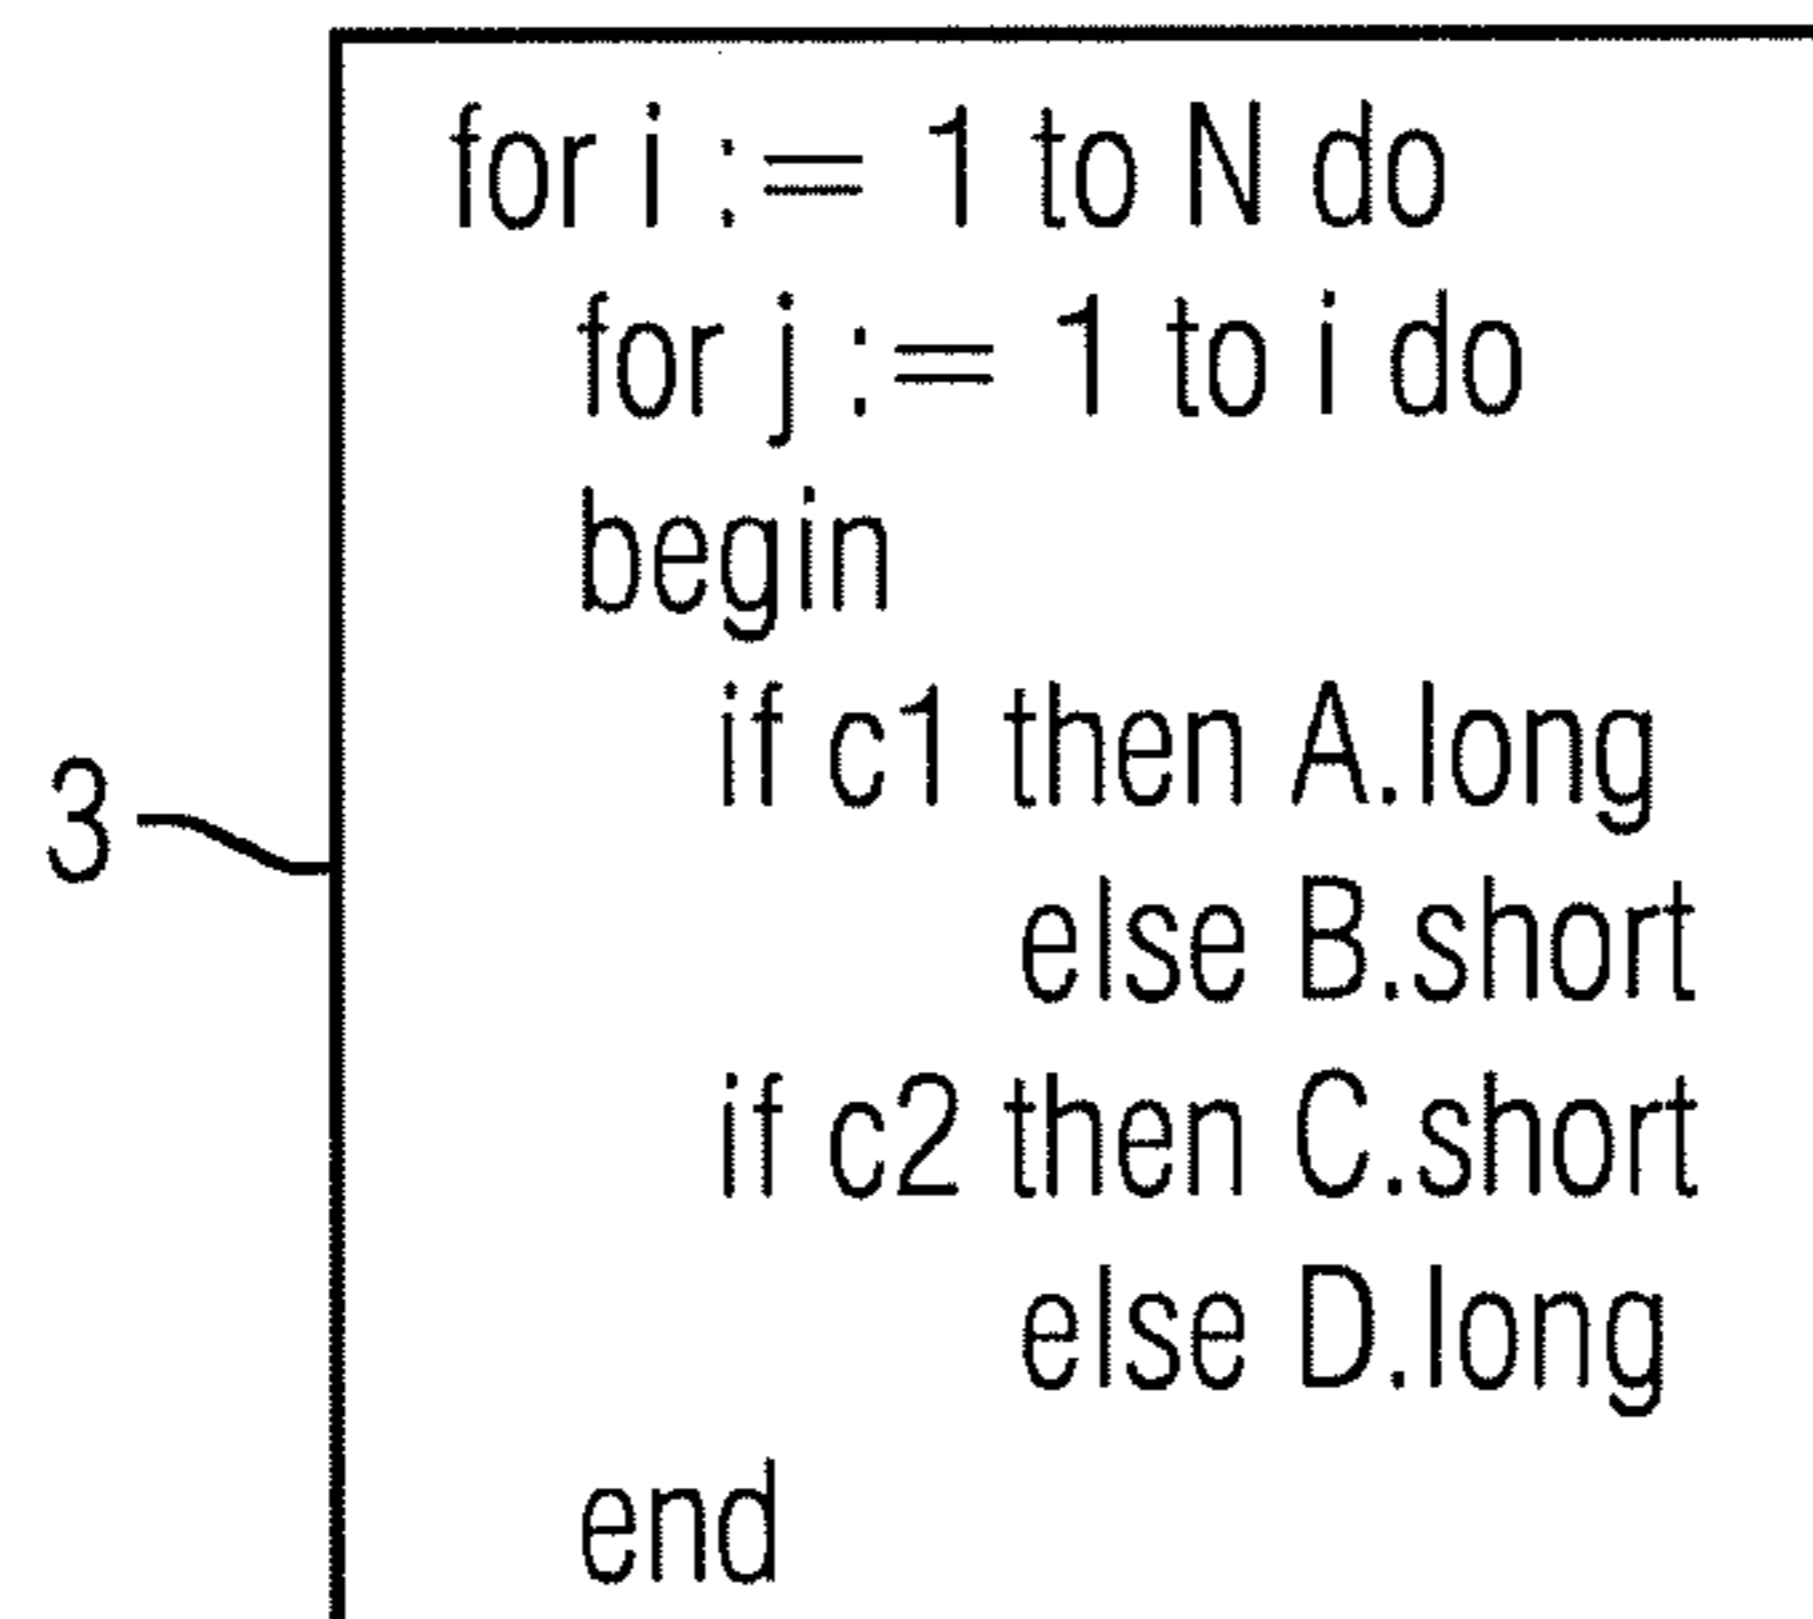 for i := 1 to N do
for j := 1 to i do
begin
if c1 then A.long
3
else B.short
if c2 then C.short
else D.long
end